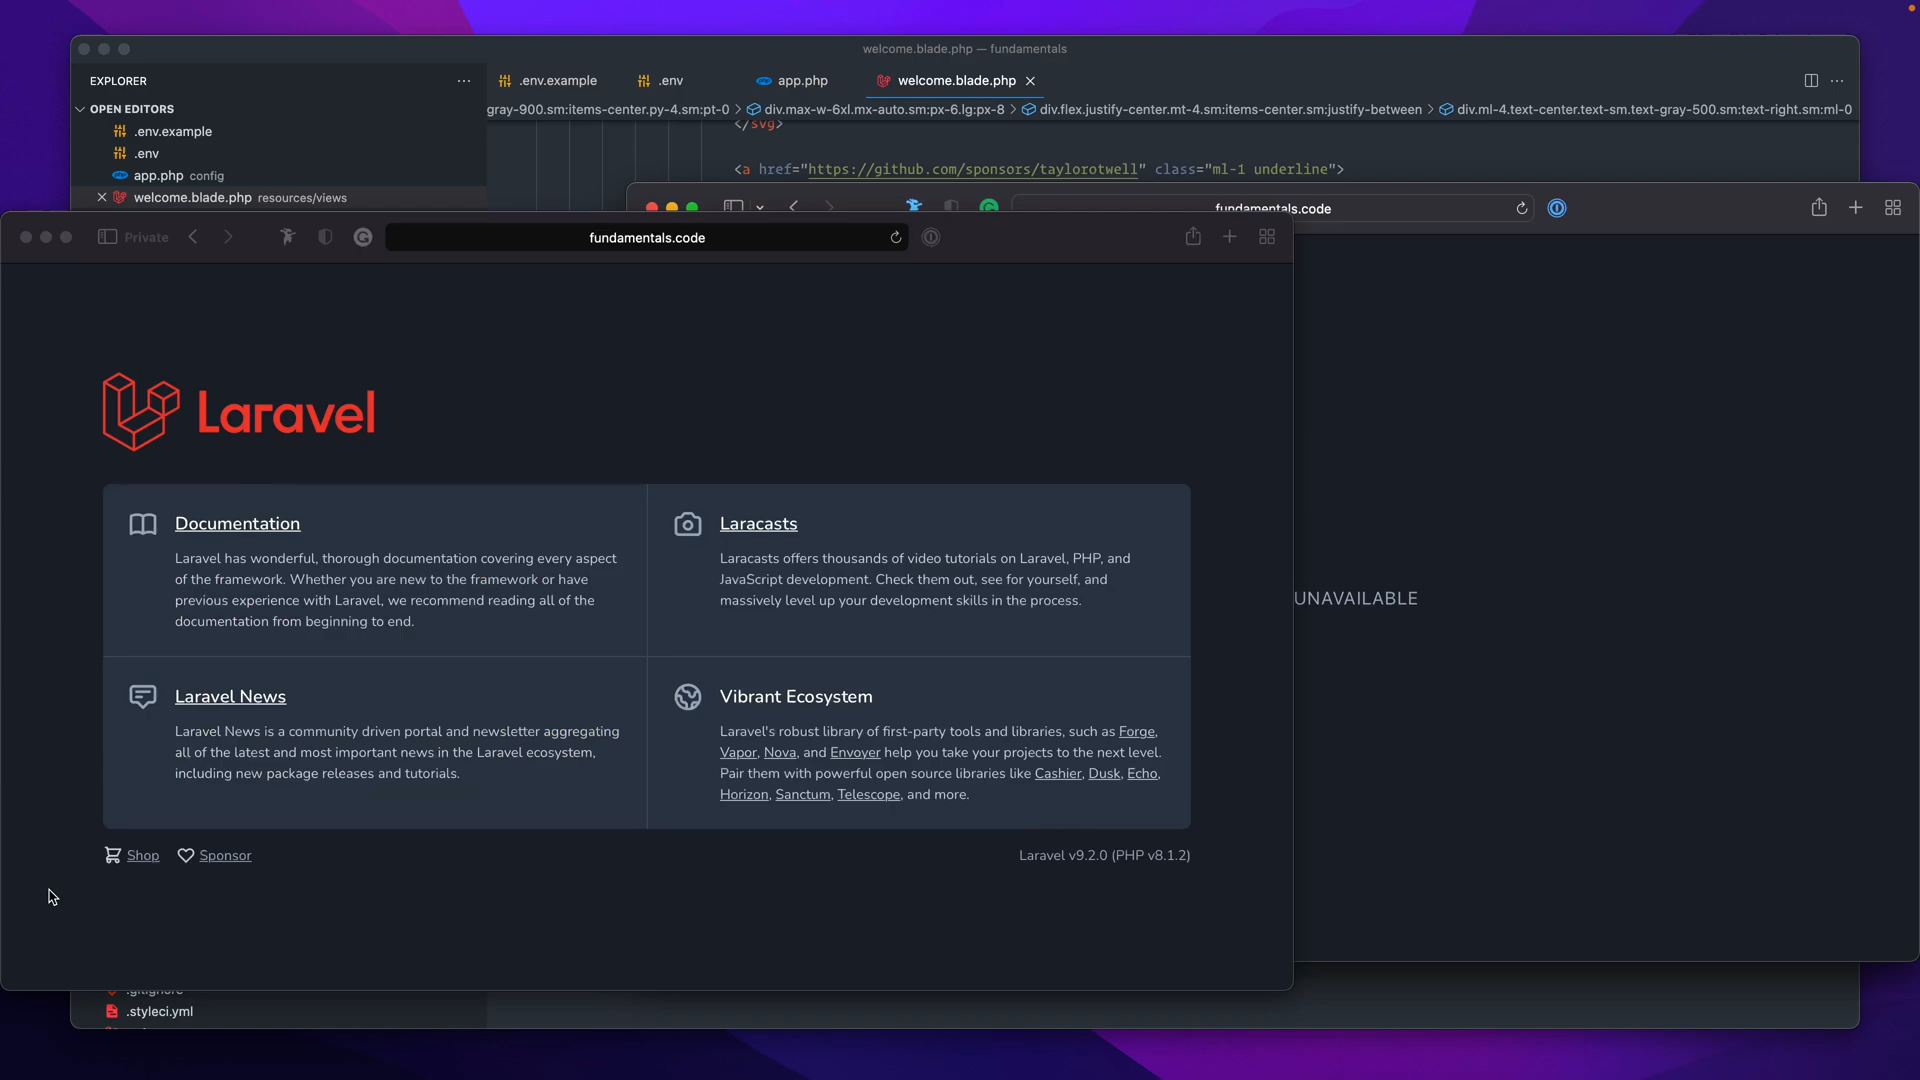 welcome.blade.php — fundamentals
EXPLORER
.env.example
.env
app.php
welcome.blade.php
OPEN EDITORS
gray-900.sm:items-center.py-4.sm:pt-0 > div.max-w-6xl.mx-auto.sm:px-6.lg:px-8 > div.flex.justify-center.mt-4.sm:items-center.sm:justify-between > div.ml-4.text-center.text-sm.text-gray-500.sm:text-right.sm:ml-0
</svg>
.env.example
.env
<a href="https://github.com/sponsors/taylorotwell" class="ml-1 underline">
app.php config
welcome.blade.php resources/views
fundamentals.code
Private
fundamentals.code
Laravel
Documentation
Laravel has wonderful, thorough documentation covering every aspect
of the framework. Whether you are new to the framework or have
previous experience with Laravel, we recommend reading all of the
documentation from beginning to end.
Laracasts
Laracasts offers thousands of video tutorials on Laravel, PHP, and
JavaScript development. Check them out, see for yourself, and
massively level up your development skills in the process.
UNAVAILABLE
Laravel News
Laravel News is a community driven portal and newsletter aggregating
all of the latest and most important news in the Laravel ecosystem,
including new package releases and tutorials.
Vibrant Ecosystem
Laravel's robust library of first-party tools and libraries, such as Forge,
Vapor, Nova, and Envoyer help you take your projects to the next level.
Pair them with powerful open source libraries like Cashier, Dusk, Echo,
Horizon, Sanctum, Telescope, and more.
Shop
Sponsor
Laravel v9.2.0 (PHP v8.1.2)
.gitignore
.styleci.yml